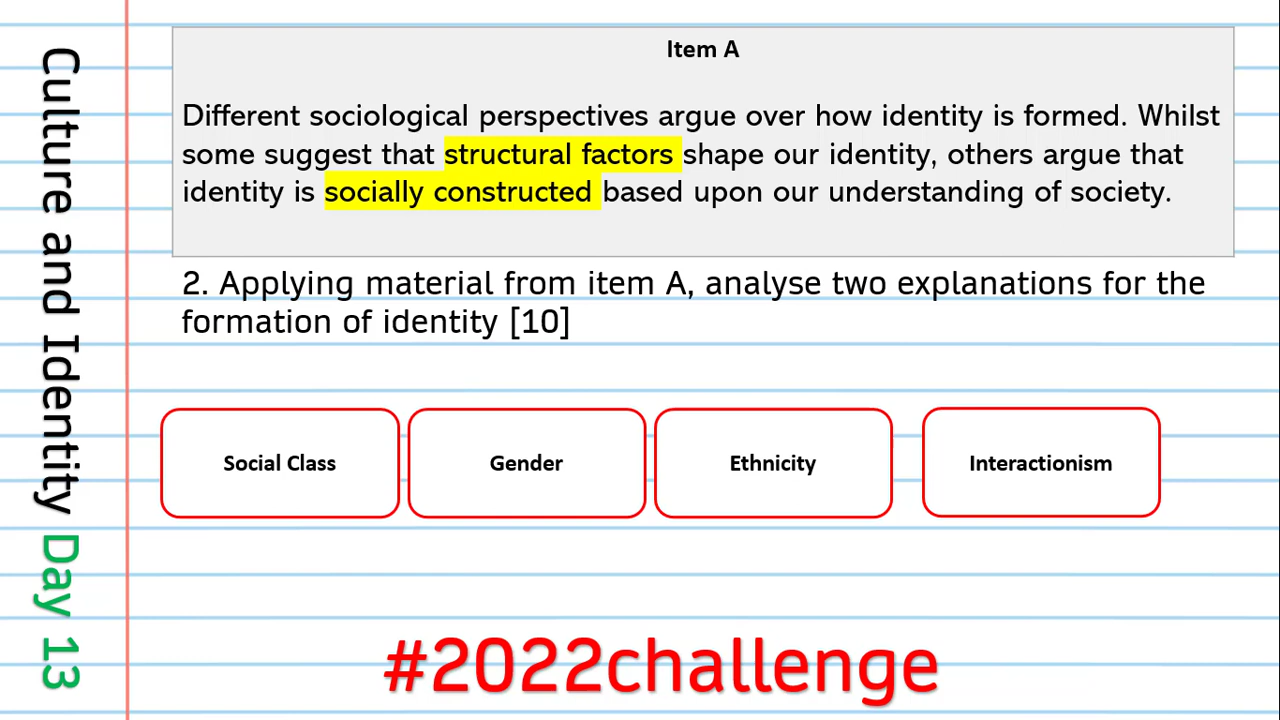 Culture and Identity Day 13
Item A
Different sociological perspectives argue over how identity is formed. Whilst
some suggest that structural factors shape our identity, others argue that
identity is socially constructed based upon our understanding of society.
2. Applying material from item A, analyse two explanations for the
formation of identity [10]
Social Class
Gender
Ethnicity
Interactionism
#2022challenge